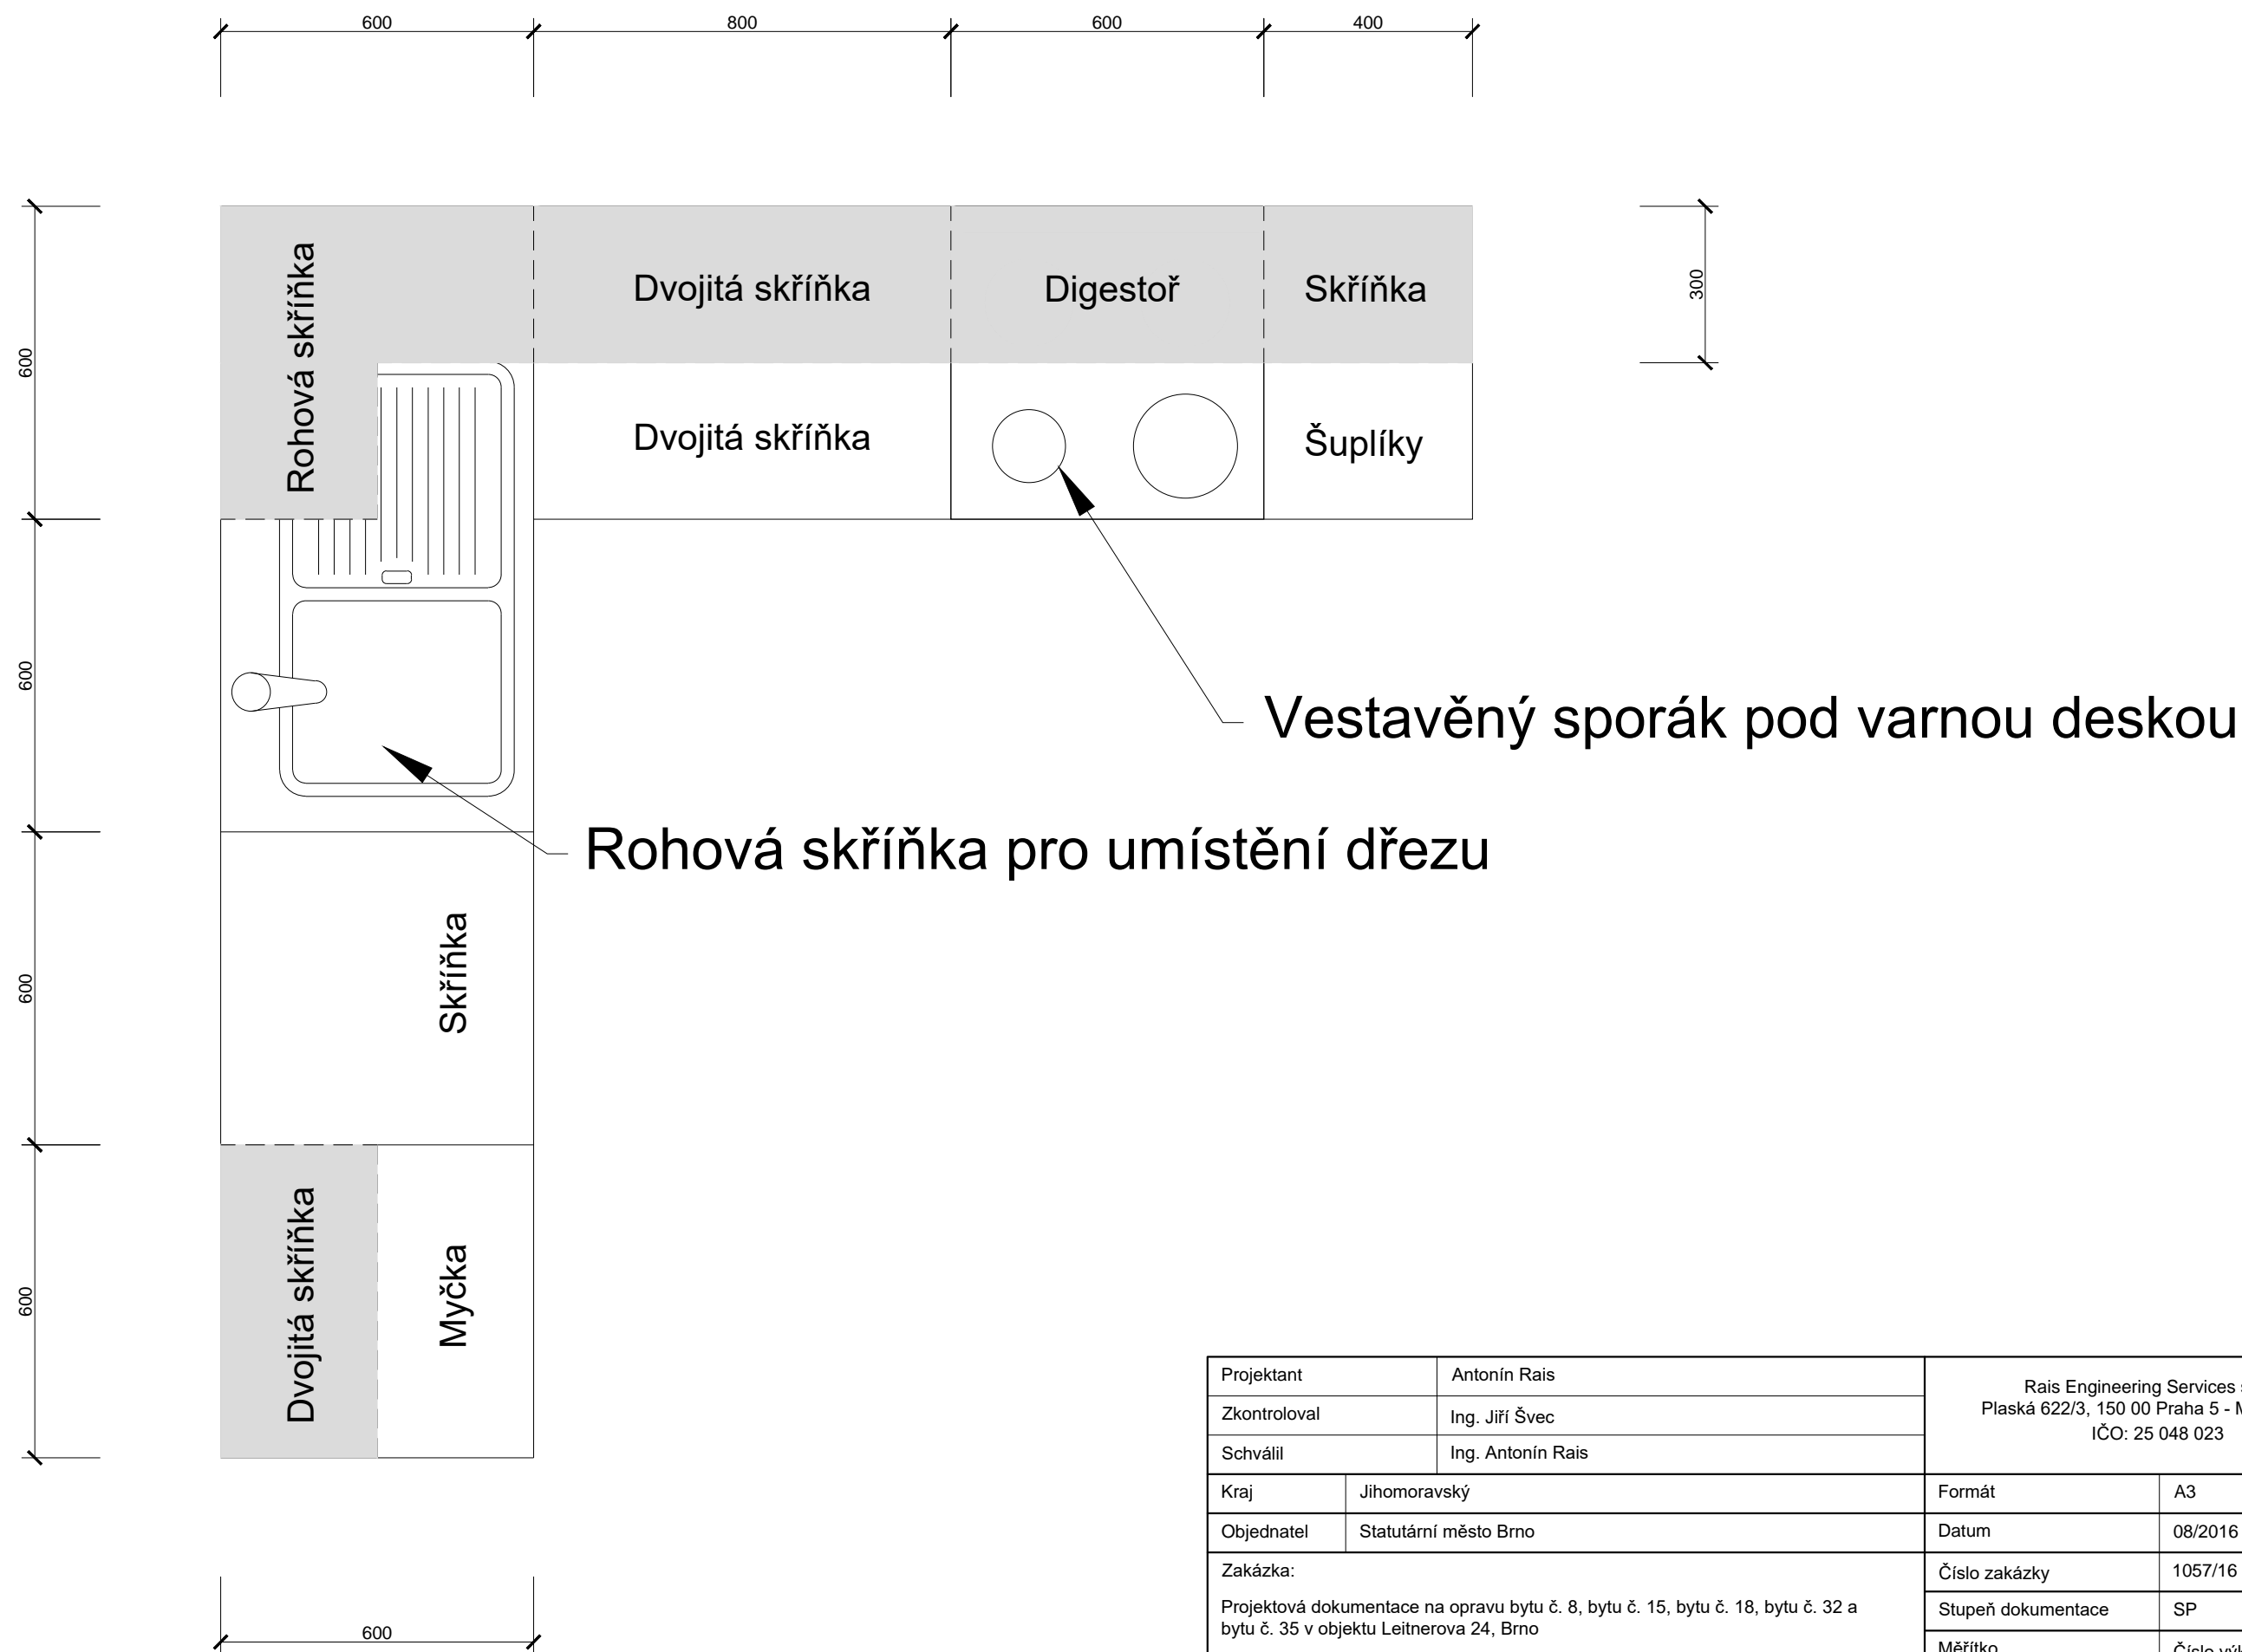 600 800 600 400
600
Rohová skříňka
Dvojitá skříňka
Digestoř
Skříňka
300
Dvojitá skříňka
Šuplíky
600
Vestavěný sporák pod varnou deskou
Rohová skříňka pro umístění dřezu
600
Skříňka
600
Dvojitá skříňka
Myčka
600
Projektant Antonín Rais
Zkontroloval Ing. Jiří Švec
Schválil Ing. Antonín Rais
Rais Engineering Services
Plaská 622/3, 150 00 Praha 5 -
IČO: 25 048 023
Kraj Jihomoravský
Formát A3
Objednatel Statutární město Brno
Datum 08/2016
Zakázka:
Číslo zakázky 1057/16
Projektová dokumentace na opravu bytu č. 8, bytu č. 15, bytu č. 18, bytu č. 32 a
bytu č. 35 v objektu Leitnerova 24, Brno
Stupeň dokumentace SP
Měřítko Číslo